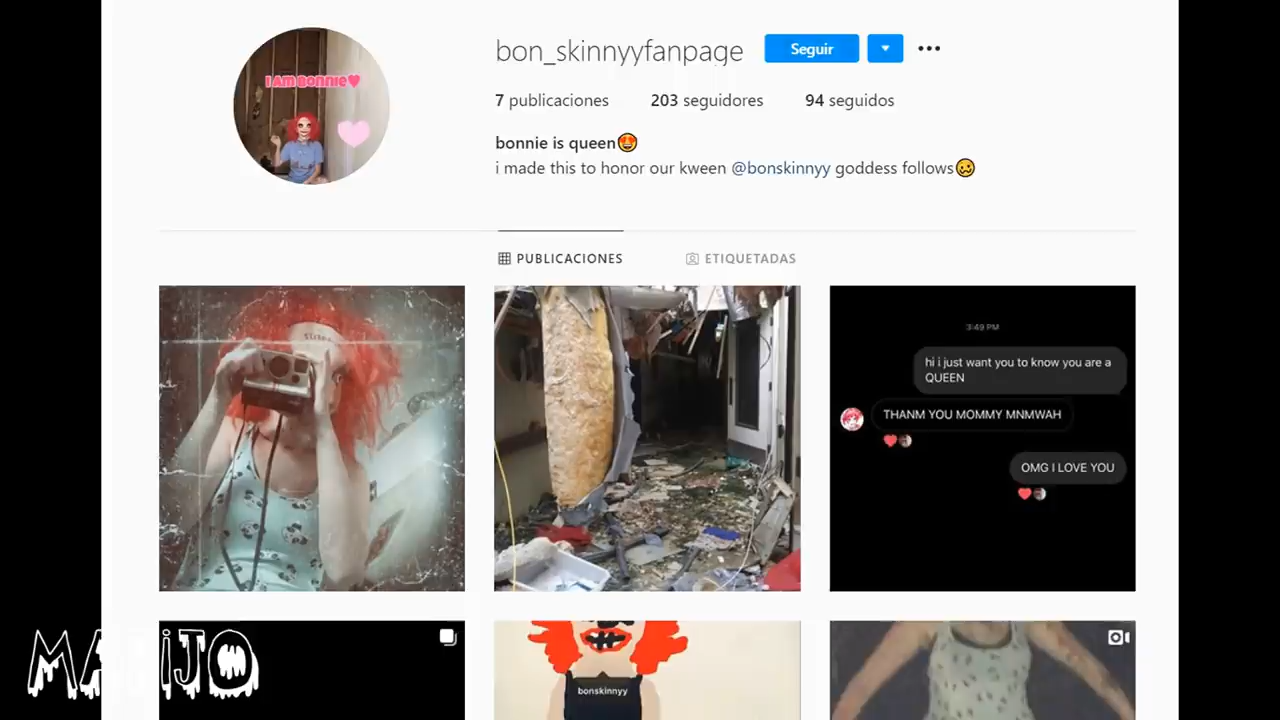 I AM BONNIE♥
bon_skinnyyfanpage
Seguir
7 publicaciones 203 seguidores 94 seguidos
bonnie is queen🤩
i made this to honor our kween @bonskinnyy goddess follows🥴
PUBLICACIONES ETIQUETADAS
3:49 PM
hi i just want you to know you are a
QUEEN
THANM YOU MOMMY MNMWAH
OMG I LOVE YOU
bonskinnyy